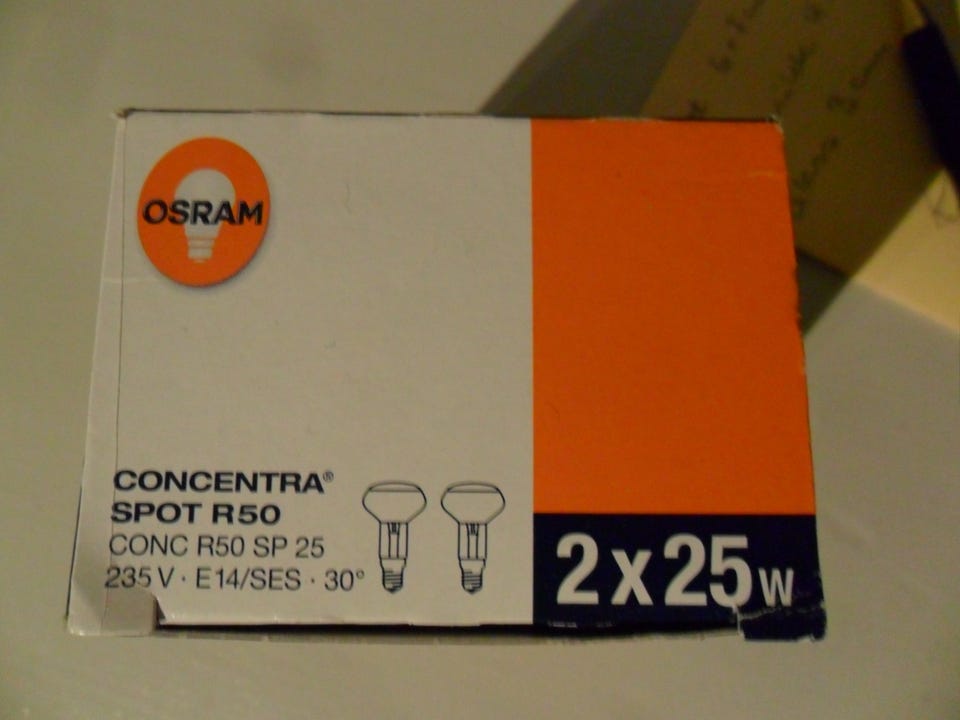 OSRAM
CONCENTRA®
SPOT R50
CONC R50 SP 25
235 V · E14/SES · 30°
2 x 25 W